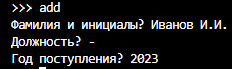 >>> add
Фамилия и инициалы? Иванов И.И.
Должность? -
Год поступления? 2023